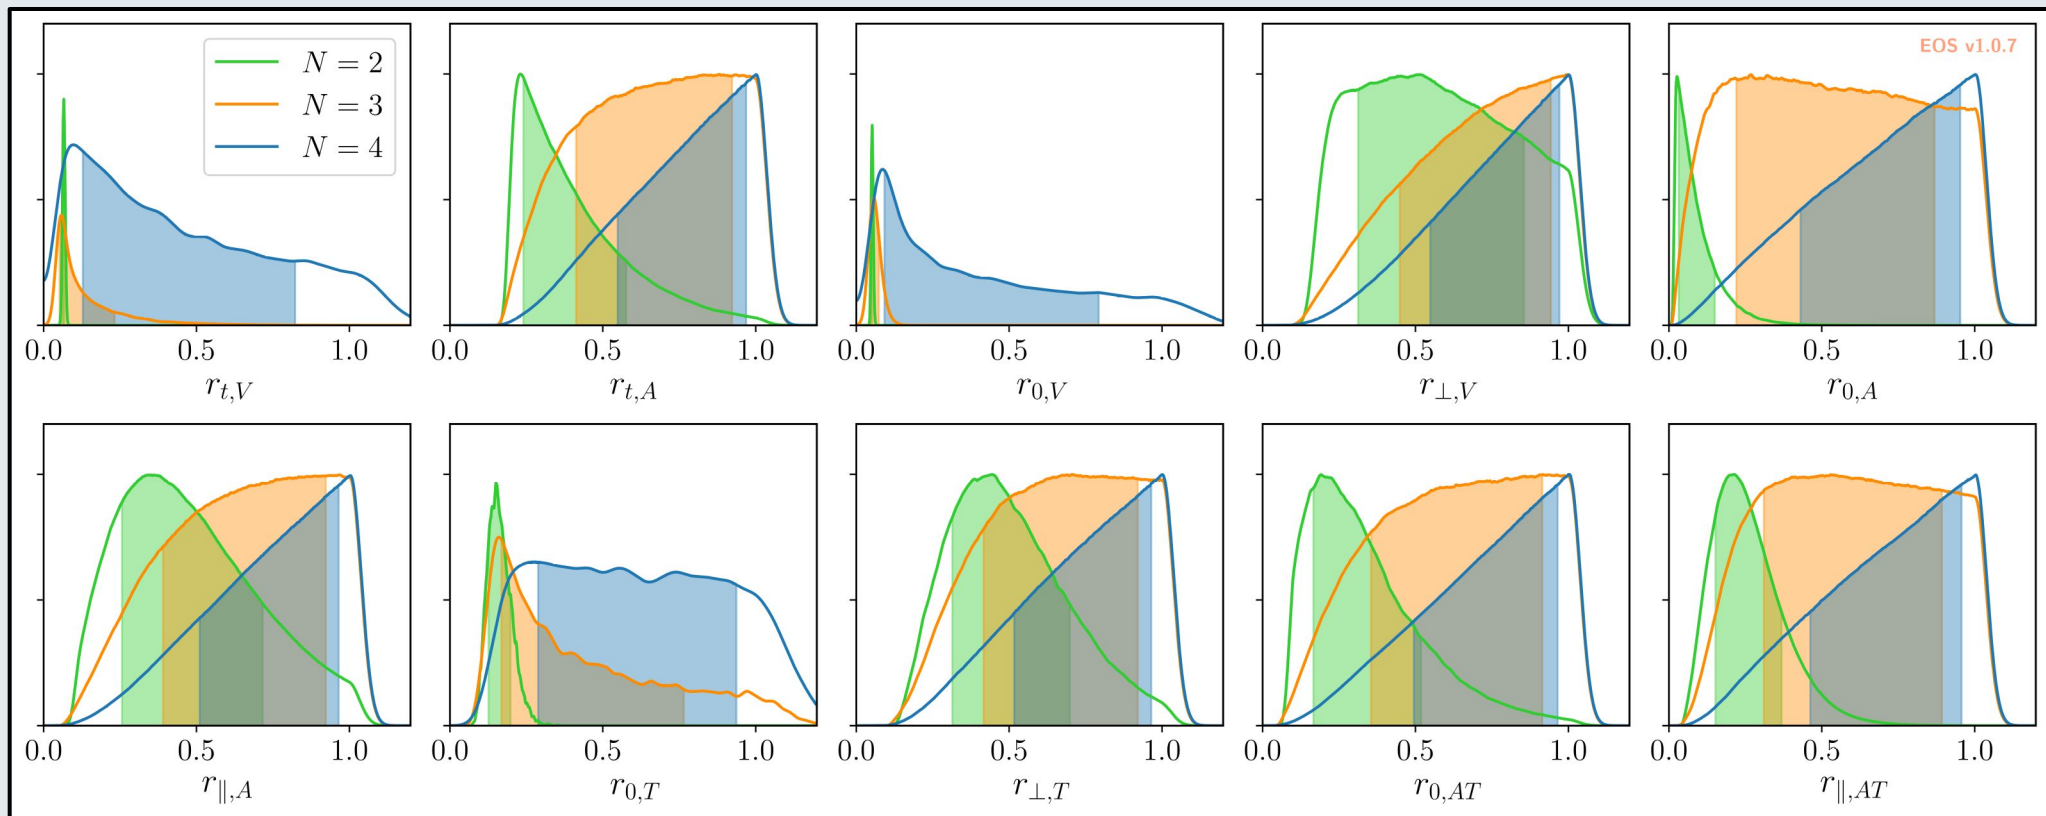 N = 2
N = 3
N = 4
EOS v1.0.7
0.0 0.5 1.0
0.0 0.5 1.0
0.0 0.5 1.0
0.0 0.5 1.0
0.0 0.5 1.0
r_{t,V}
r_{t,A}
r_{0,V}
r_{⊥,V}
r_{0,A}
0.0 0.5 1.0
0.0 0.5 1.0
0.0 0.5 1.0
0.0 0.5 1.0
0.0 0.5 1.0
r_{∥,A}
r_{0,T}
r_{⊥,T}
r_{0,AT}
r_{∥,AT}